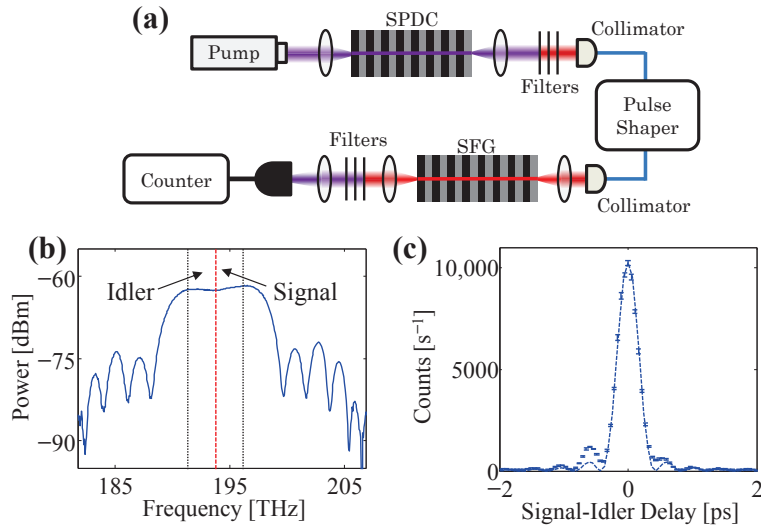 (a)
SPDC
Collimator
Pump
Filters
Pulse
Shaper
Filters
SFG
Counter
Collimator
(b)
(c)
Idler
Signal
−60
−75
−90
Power [dBm]
185
195
205
Frequency [THz]
10,000
5000
0
Counts [s⁻¹]
−2
0
2
Signal-Idler Delay [ps]